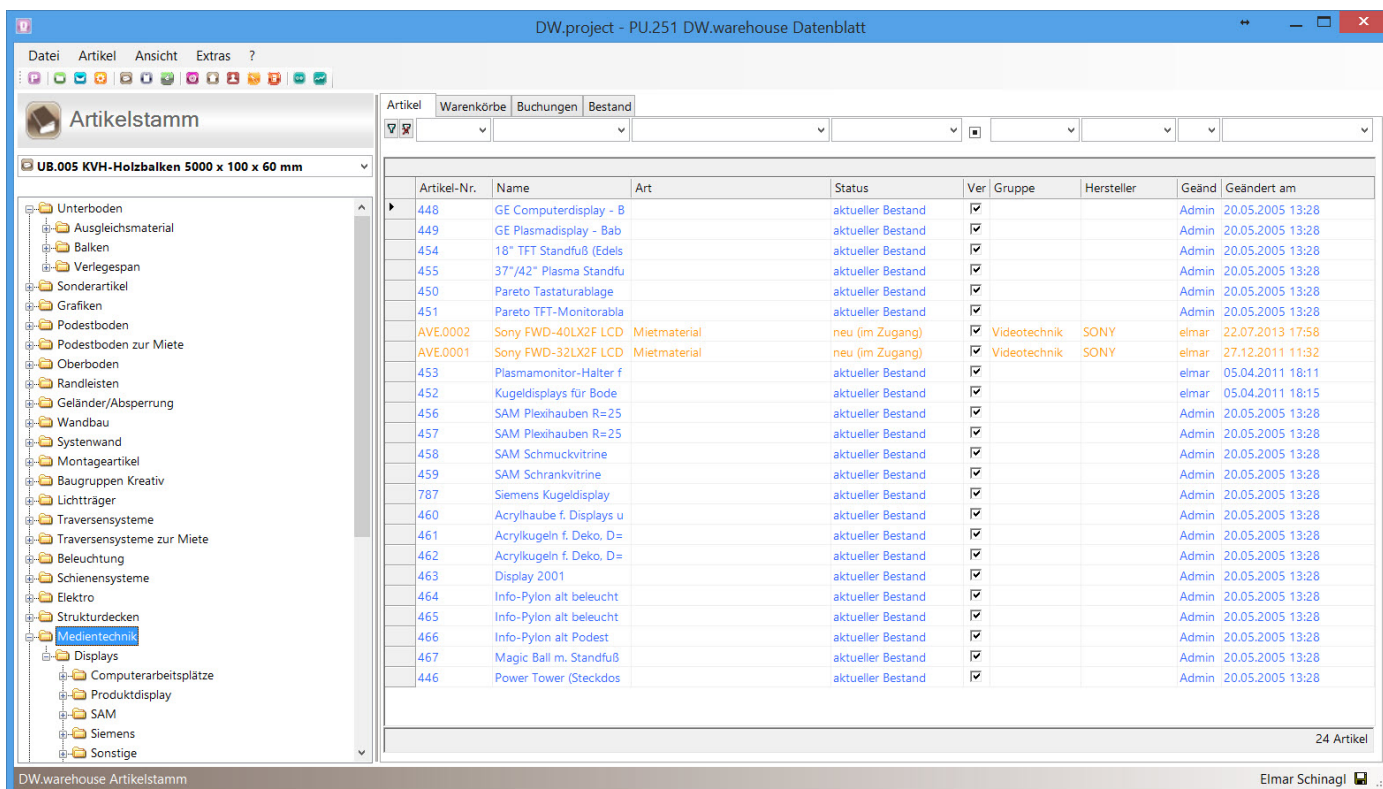 DW.project - PU.251 DW.warehouse Datenblatt
Datei Artikel Ansicht Extras ?
Artikelstamm
UB.005 KVH-Holzbalken 5000 x 100 x 60 mm
Unterboden
Ausgleichsmaterial
Balken
Verlegespan
Sonderartikel
Grafiken
Podestboden
Podestboden zur Miete
Oberboden
Randleisten
Geländer/Absperrung
Wandbau
Systenwand
Montageartikel
Baugruppen Kreativ
Lichtträger
Traversensysteme
Traversensysteme zur Miete
Beleuchtung
Schienensysteme
Elektro
Strukturdecken
Medientechnik
Displays
Computerarbeitsplätze
Produktdisplay
SAM
Siemens
Sonstige
Artikel Warenkörbe Buchungen Bestand
Artikel-Nr. Name Art Status Ver Gruppe Hersteller Geänd Geändert am
448 GE Computerdisplay - B aktueller Bestand Admin 20.05.2005 13:28
449 GE Plasmadisplay - Bab aktueller Bestand Admin 20.05.2005 13:28
454 18" TFT Standfuß (Edels aktueller Bestand Admin 20.05.2005 13:28
455 37"/42" Plasma Standfu aktueller Bestand Admin 20.05.2005 13:28
450 Pareto Tastaturablage aktueller Bestand Admin 20.05.2005 13:28
451 Pareto TFT-Monitorabla aktueller Bestand Admin 20.05.2005 13:28
AVE.0002 Sony FWD-40LX2F LCD Mietmaterial neu (im Zugang) Videotechnik SONY elmar 22.07.2013 17:58
AVE.0001 Sony FWD-32LX2F LCD Mietmaterial neu (im Zugang) Videotechnik SONY elmar 27.12.2011 11:32
453 Plasmamonitor-Halter f aktueller Bestand elmar 05.04.2011 18:11
452 Kugeldisplays für Bode aktueller Bestand elmar 05.04.2011 18:15
456 SAM Plexihauben R=25 aktueller Bestand Admin 20.05.2005 13:28
457 SAM Plexihauben R=25 aktueller Bestand Admin 20.05.2005 13:28
458 SAM Schmuckvitrine aktueller Bestand Admin 20.05.2005 13:28
459 SAM Schrankvitrine aktueller Bestand Admin 20.05.2005 13:28
787 Siemens Kugeldisplay aktueller Bestand Admin 20.05.2005 13:28
460 Acrylhaube f. Displays u aktueller Bestand Admin 20.05.2005 13:28
461 Acrylkugeln f. Deko, D= aktueller Bestand Admin 20.05.2005 13:28
462 Acrylkugeln f. Deko, D= aktueller Bestand Admin 20.05.2005 13:28
463 Display 2001 aktueller Bestand Admin 20.05.2005 13:28
464 Info-Pylon alt beleucht aktueller Bestand Admin 20.05.2005 13:28
465 Info-Pylon alt beleucht aktueller Bestand Admin 20.05.2005 13:28
466 Info-Pylon alt Podest aktueller Bestand Admin 20.05.2005 13:28
467 Magic Ball m. Standfuß aktueller Bestand Admin 20.05.2005 13:28
446 Power Tower (Steckdos aktueller Bestand Admin 20.05.2005 13:28
24 Artikel
DW.warehouse Artikelstamm
Elmar Schinagl